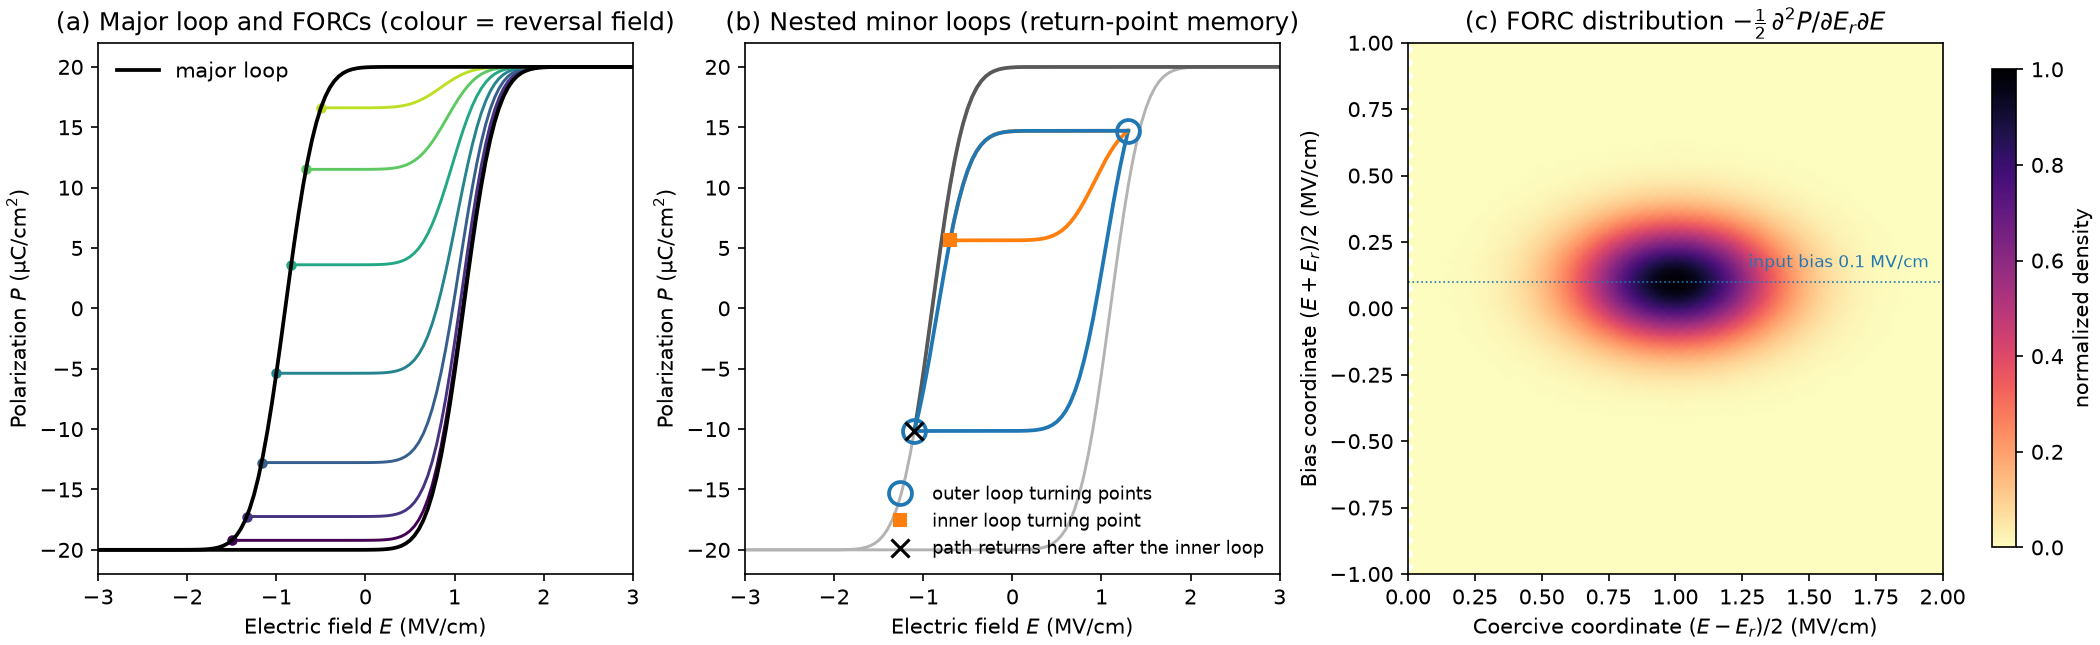 (a) Major loop and FORCs (colour = reversal field)
major loop
20
15
10
5
0
−5
−10
−15
−20
−3 −2 −1 0 1 2 3
Polarization P (µC/cm²)
Electric field E (MV/cm)
(b) Nested minor loops (return-point memory)
20
15
10
5
0
−5
−10
−15
−20
outer loop turning points
inner loop turning point
path returns here after the inner loop
−3 −2 −1 0 1 2 3
Polarization P (µC/cm²)
Electric field E (MV/cm)
(c) FORC distribution −½ ∂²P/∂Eᵣ∂E
1.00
0.75
0.50
0.25
0.00
−0.25
−0.50
−0.75
−1.00
input bias 0.1 MV/cm
0.00 0.25 0.50 0.75 1.00 1.25 1.50 1.75 2.00
Bias coordinate (E + Eᵣ)/2 (MV/cm)
Coercive coordinate (E − Eᵣ)/2 (MV/cm)
1.0
0.8
0.6
0.4
0.2
0.0
normalized density